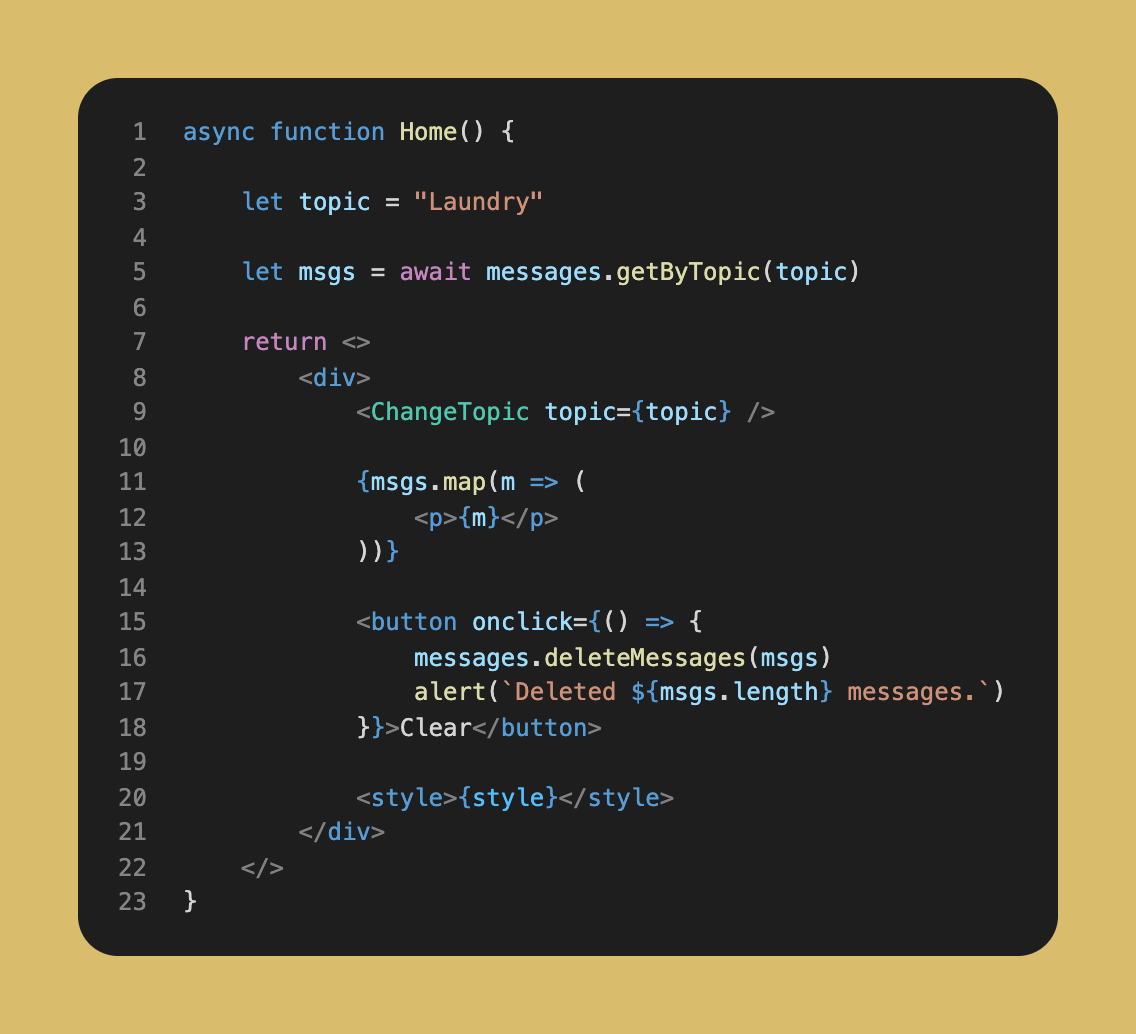 1 async function Home() {
2
3 let topic = "Laundry"
4
5 let msgs = await messages.getByTopic(topic)
6
7 return <>
8 <div>
9 <ChangeTopic topic={topic} />
10
11 {msgs.map(m => (
12 <p>{m}</p>
13 ))}
14
15 <button onclick={() => {
16 messages.deleteMessages(msgs)
17 alert(`Deleted ${msgs.length} messages.`)
18 }}>Clear</button>
19
20 <style>{style}</style>
21 </div>
22 </>
23 }